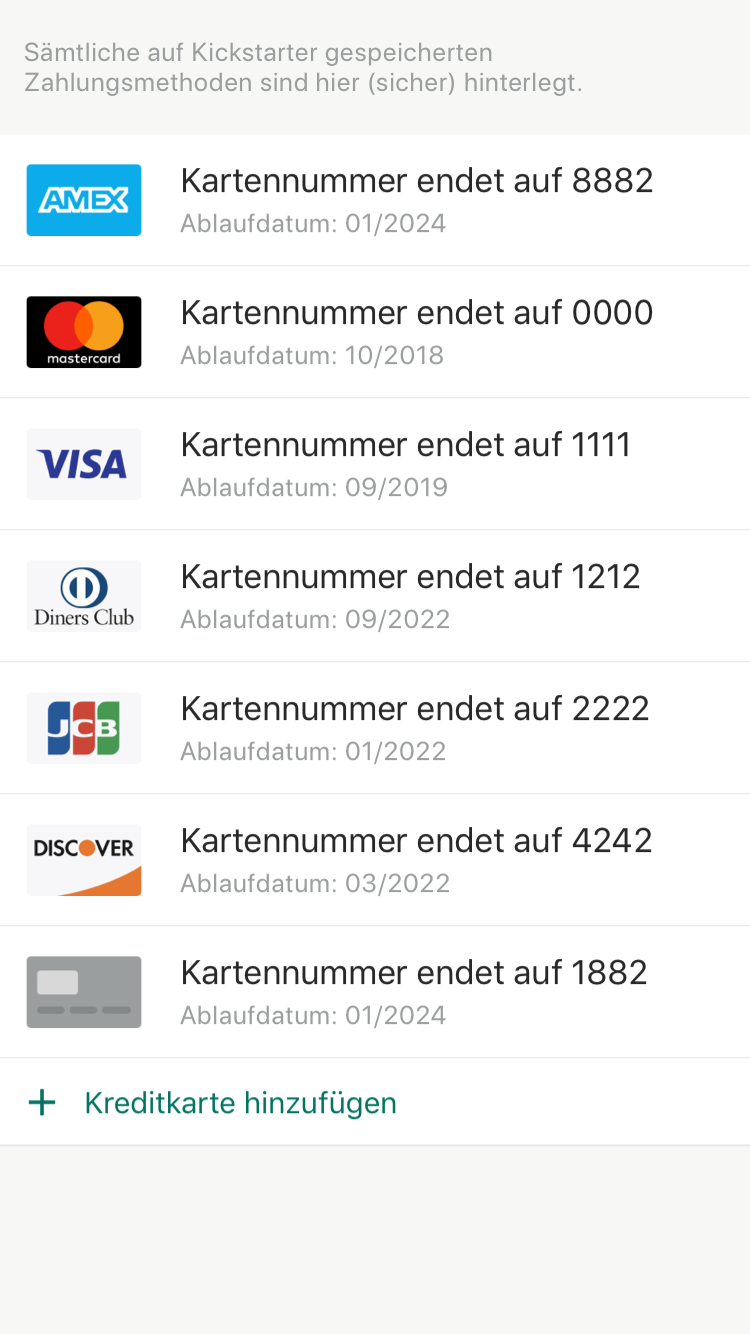 Sämtliche auf Kickstarter gespeicherten
Zahlungsmethoden sind hier (sicher) hinterlegt.
AMEX
Kartennummer endet auf 8882
Ablaufdatum: 01/2024
mastercard
Kartennummer endet auf 0000
Ablaufdatum: 10/2018
VISA
Kartennummer endet auf 1111
Ablaufdatum: 09/2019
Diners Club
Kartennummer endet auf 1212
Ablaufdatum: 09/2022
JCB
Kartennummer endet auf 2222
Ablaufdatum: 01/2022
DISCOVER
Kartennummer endet auf 4242
Ablaufdatum: 03/2022
Kartennummer endet auf 1882
Ablaufdatum: 01/2024
+ Kreditkarte hinzufügen